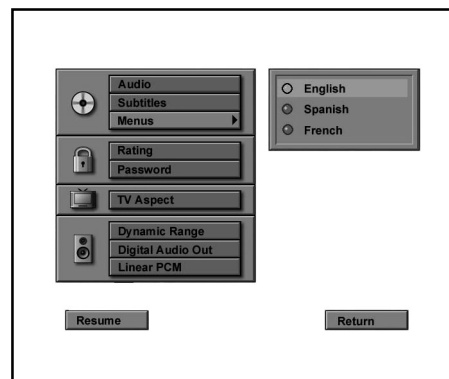 Audio
Subtitles
Menus
Rating
Password
TV Aspect
Dynamic Range
Digital Audio Out
Linear PCM
English
Spanish
French
Resume
Return